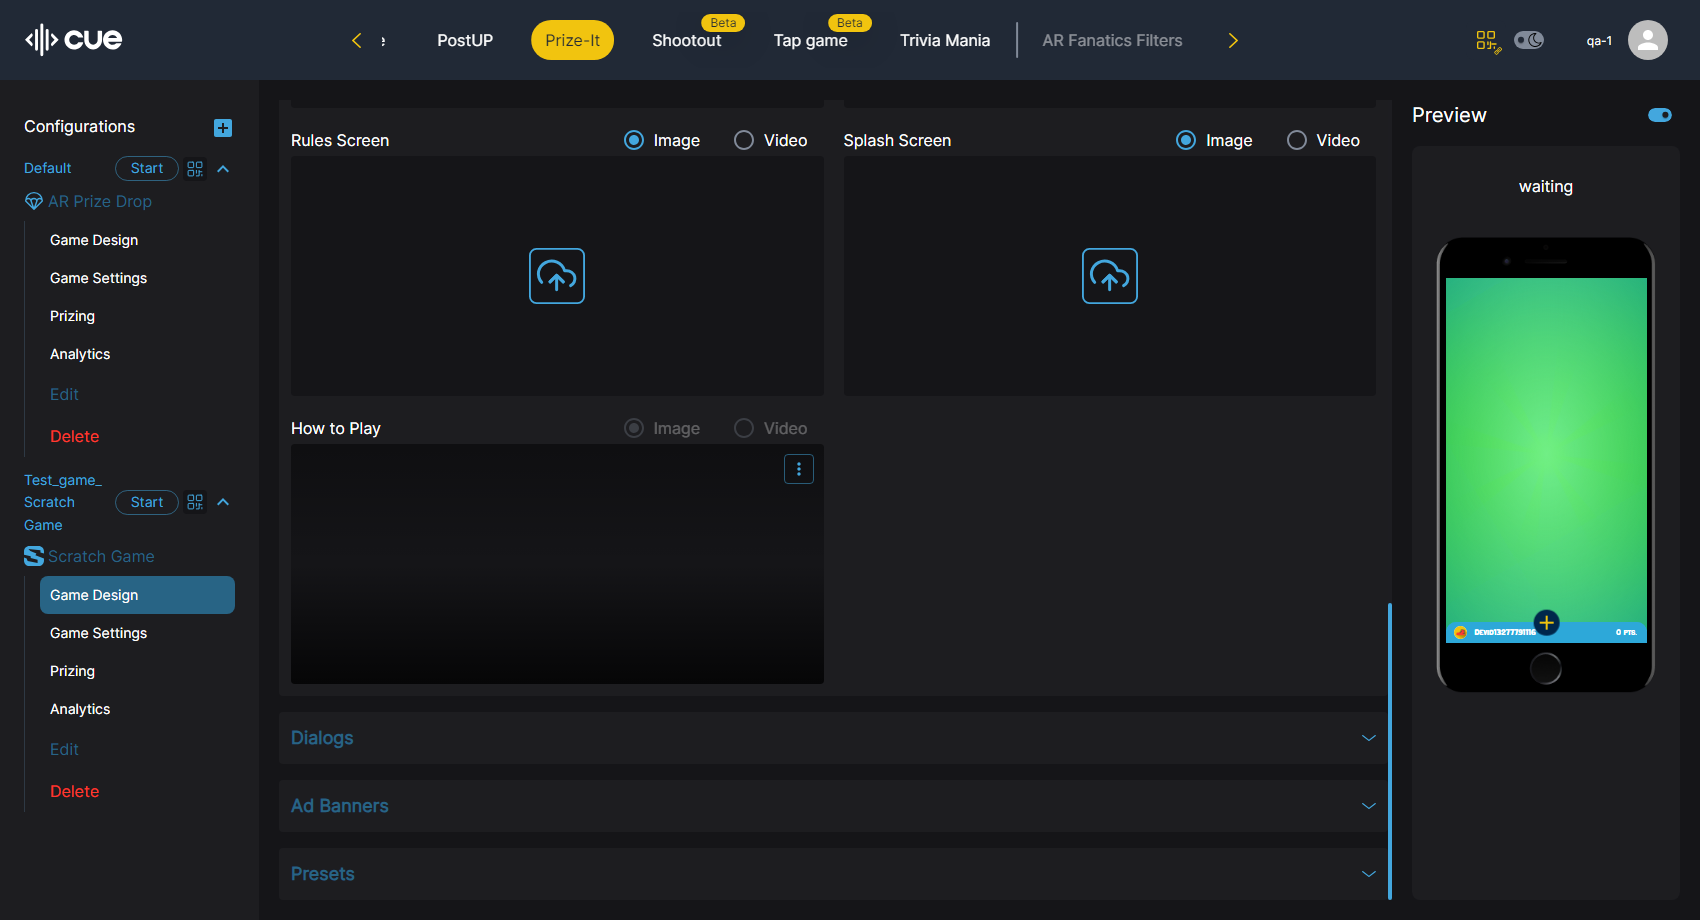 cue
e
PostUP
Prize-It
Shootout
Beta
Tap game
Beta
Trivia Mania
AR Fanatics Filters
qa-1
Configurations
Default
Start
AR Prize Drop
Game Design
Game Settings
Prizing
Analytics
Edit
Delete
Test_game_
Scratch
Game
Start
Scratch Game
Game Design
Game Settings
Prizing
Analytics
Edit
Delete
Rules Screen
Image
Video
Splash Screen
Image
Video
How to Play
Image
Video
Dialogs
Ad Banners
Presets
Preview
waiting
0 PTS.